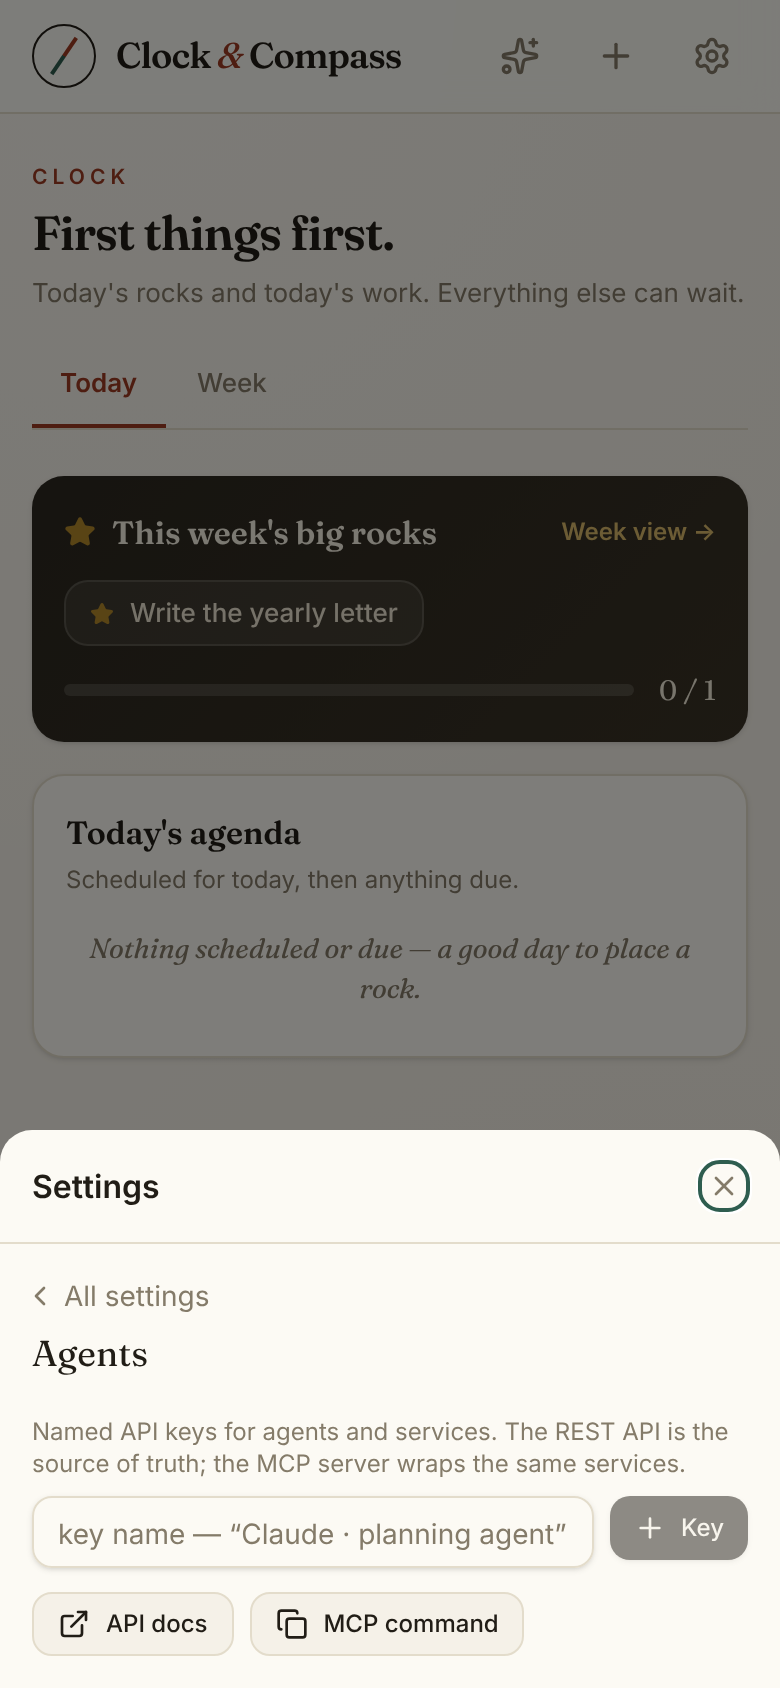 Clock & Compass
CLOCK
First things first.
Today's rocks and today's work. Everything else can wait.
Today
Week
This week's big rocks
Week view →
Write the yearly letter
0 / 1
Today's agenda
Scheduled for today, then anything due.
Nothing scheduled or due — a good day to place a
rock.
Settings
All settings
Agents
Named API keys for agents and services. The REST API is the
source of truth; the MCP server wraps the same services.
key name — “Claude · planning agent”
Key
API docs
MCP command